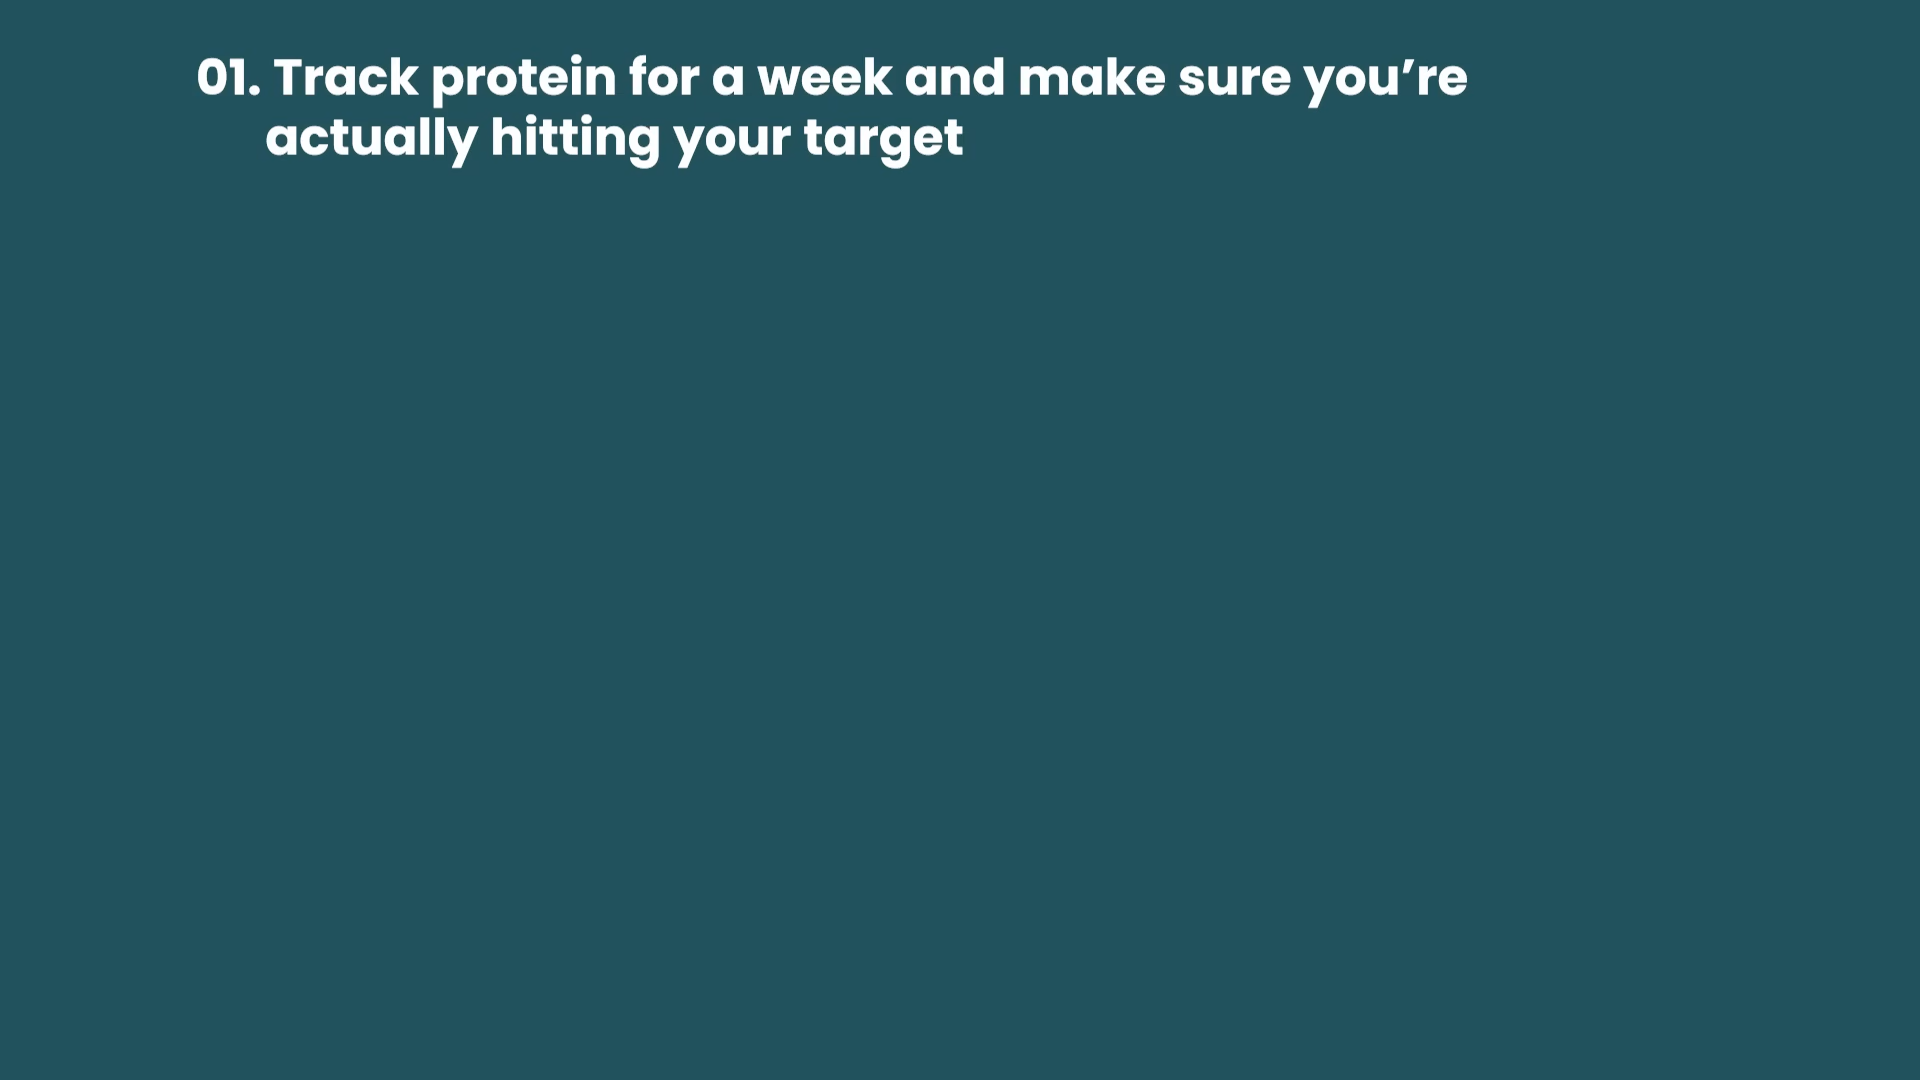 01. Track protein for a week and make sure you’re
actually hitting your target